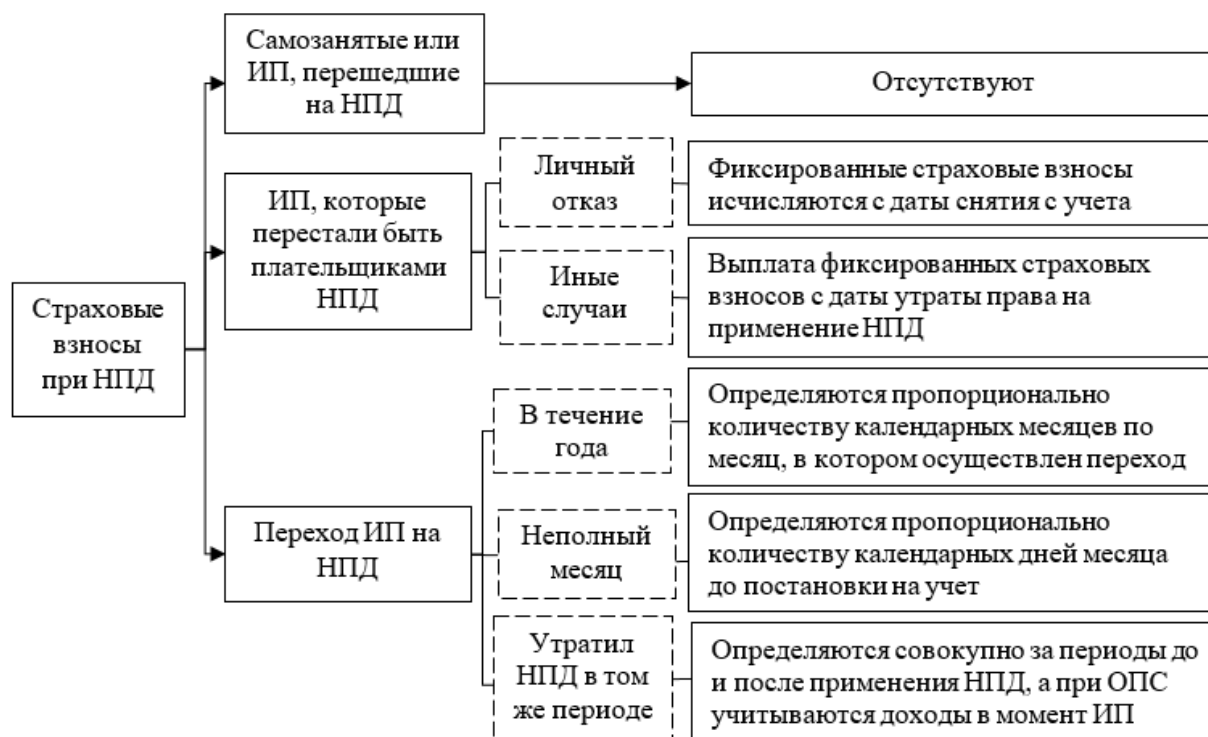 Страховые
взносы
при НПД
Самозанятые или
ИП, перешедшие
на НПД
Отсутствуют
ИП, которые
перестали быть
плательщиками
НПД
Личный
отказ
Фиксированные страховые взносы
исчисляются с даты снятия с учета
Иные
случаи
Выплата фиксированных страховых
взносов с даты утраты права на
применение НПД
Переход ИП на
НПД
В течение
года
Определяются пропорционально
количеству календарных месяцев по
месяц, в котором осуществлен переход
Неполный
месяц
Определяются пропорционально
количеству календарных дней месяца
до постановки на учет
Утратил
НПД в том
же периоде
Определяются совокупно за периоды до
и после применения НПД, а при ОПС
учитываются доходы в момент ИП